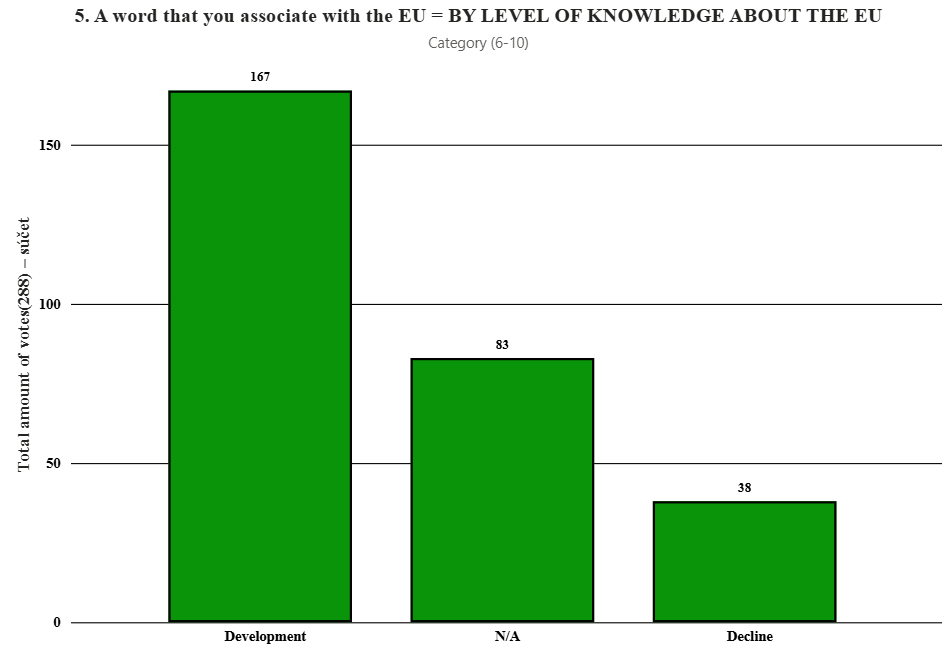 5. A word that you associate with the EU = BY LEVEL OF KNOWLEDGE ABOUT THE EU
Category (6-10)
Total amount of votes(288) – súčet
150
100
50
0
167
83
38
Development
N/A
Decline